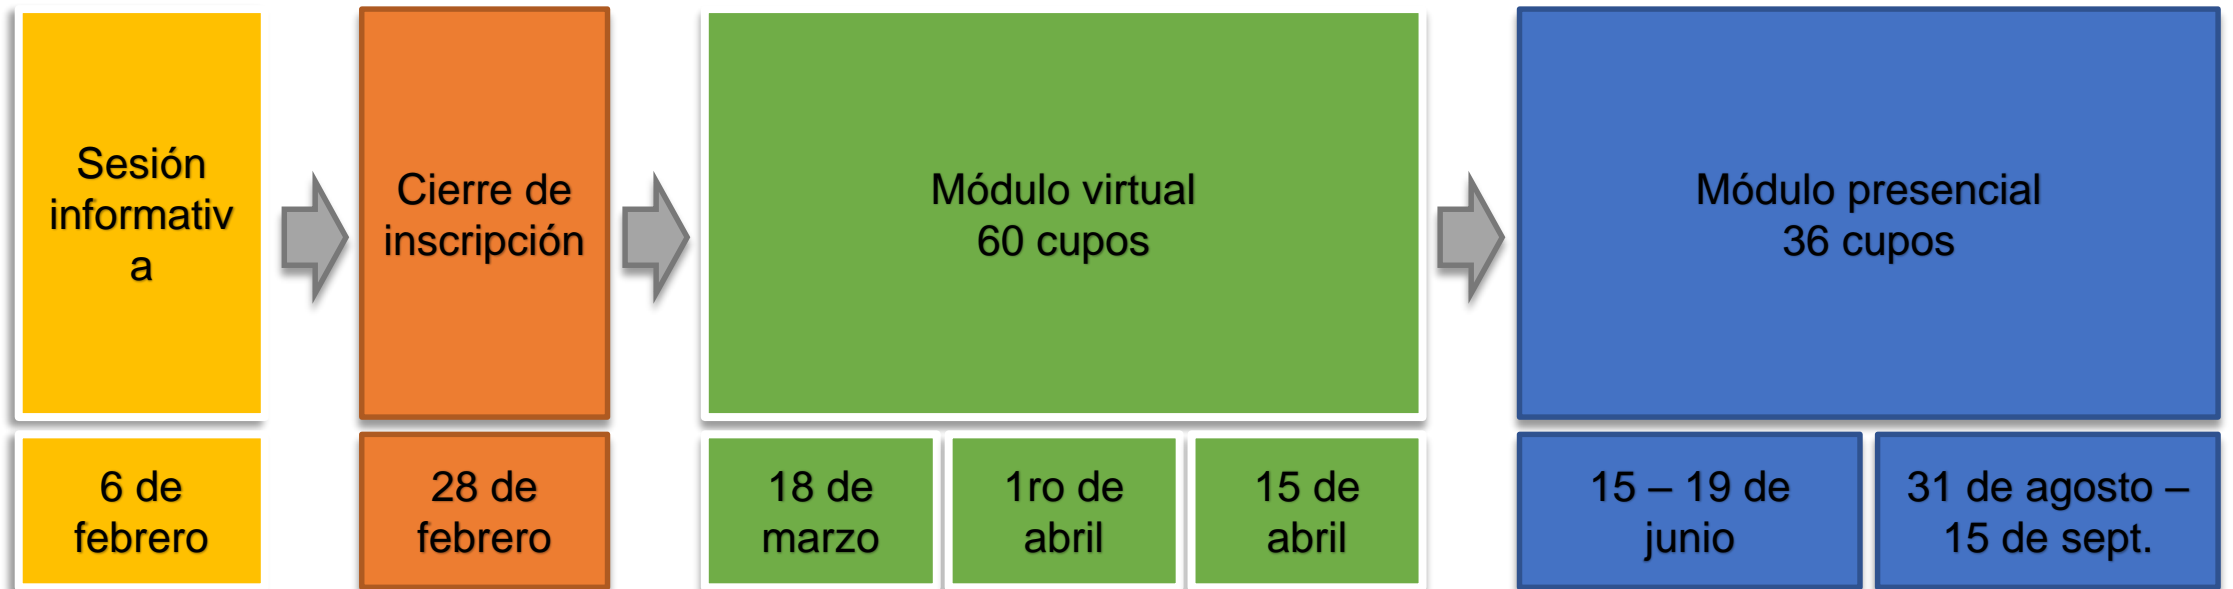 Sesión
informativ
a
Cierre de
inscripción
Módulo virtual
60 cupos
Módulo presencial
36 cupos
6 de
febrero
28 de
febrero
18 de
marzo
1ro de
abril
15 de
abril
15 – 19 de
junio
31 de agosto –
15 de sept.